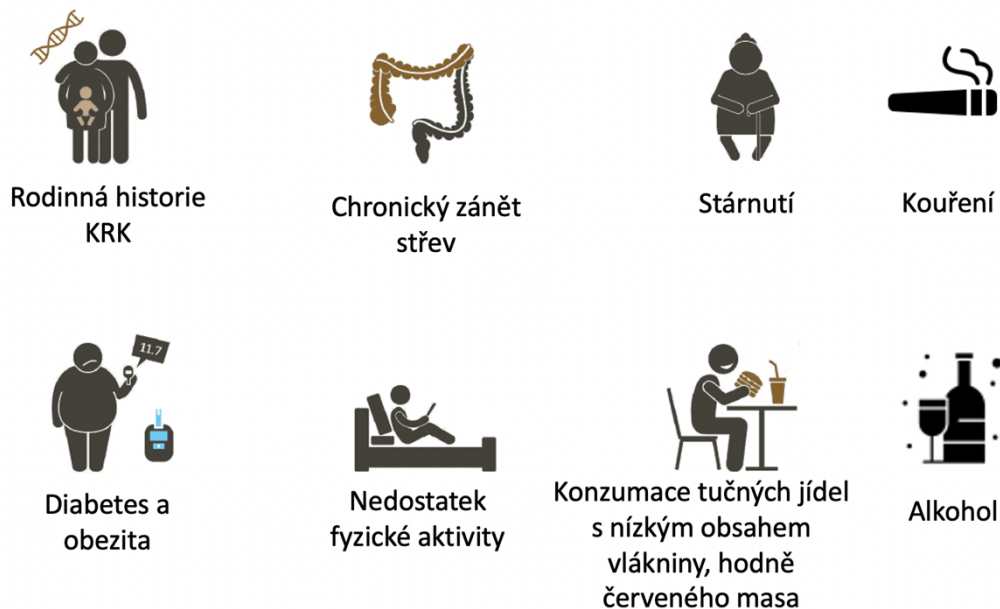 Rodinná historie
KRK
Chronický zánět
střev
Stárnutí
Kouření
11.7
Diabetes a
obezita
Nedostatek
fyzické aktivity
Konzumace tučných jídel
s nízkým obsahem
vlákniny, hodně
červeného masa
Alkohol